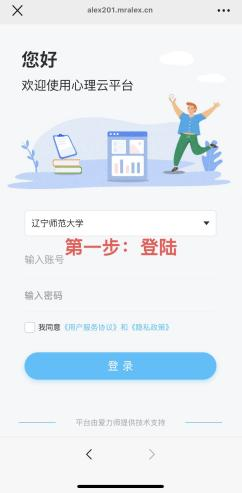 alex201.mralex.cn
您好
欢迎使用心理云平台
辽宁师范大学
第一步：登陆
输入账号
输入密码
我同意《用户服务协议》和《隐私政策》
登 录
平台由爱力师提供技术支持